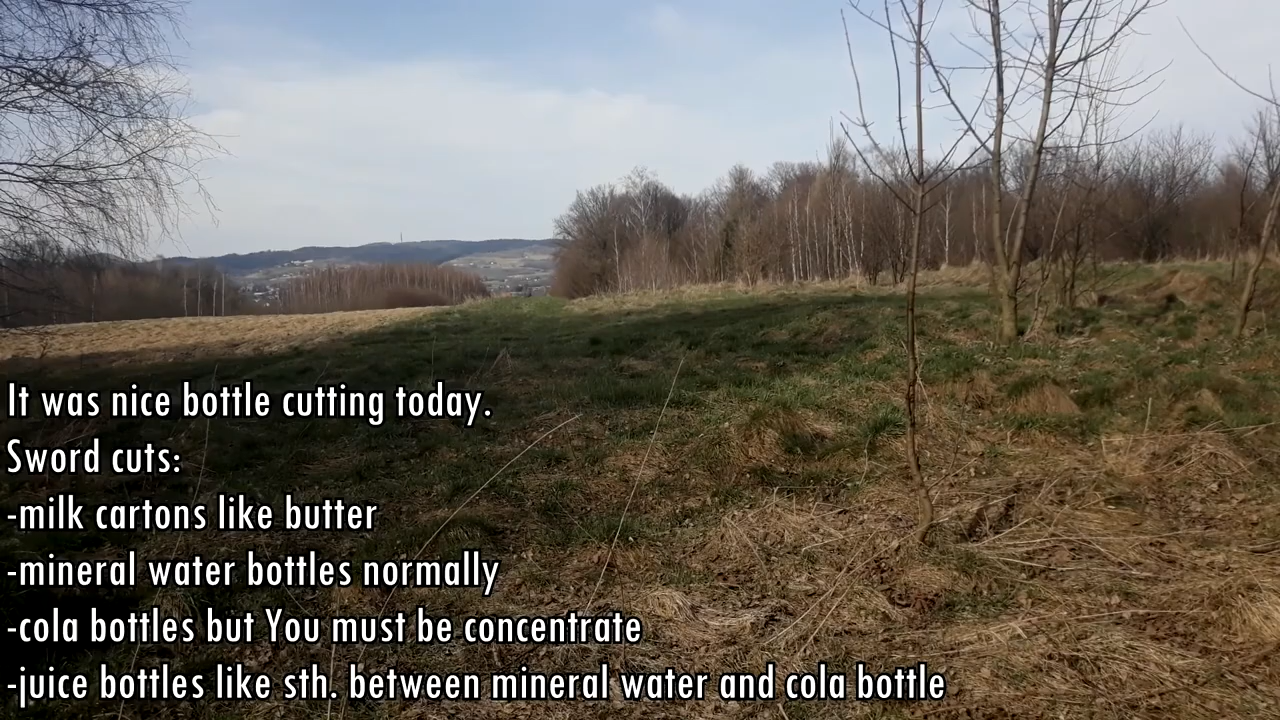 It was nice bottle cutting today.
Sword cuts:
-milk cartons like butter
-mineral water bottles normally
-cola bottles but You must be concentrate
-juice bottles like sth. between mineral water and cola bottle